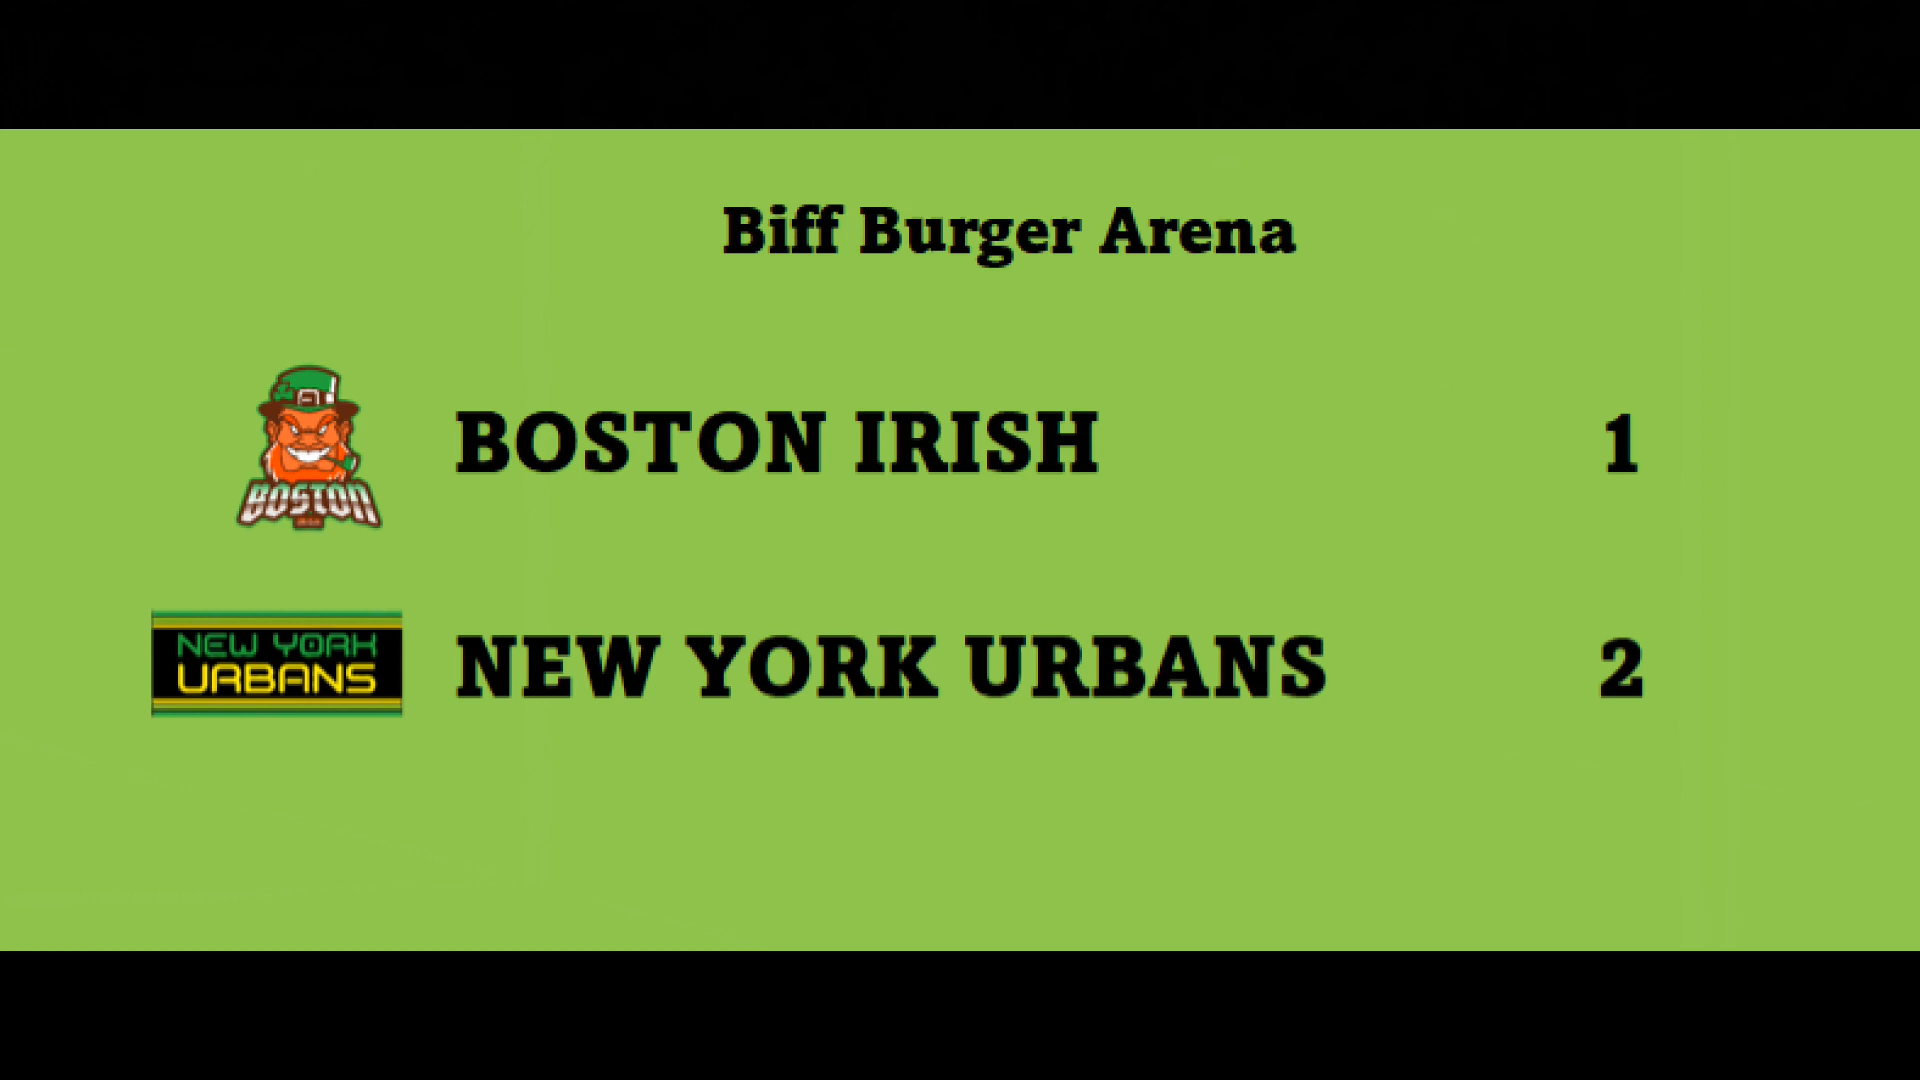 Biff Burger Arena
BOSTON
BOSTON IRISH 1
NEW YORK
URBANS
NEW YORK URBANS 2